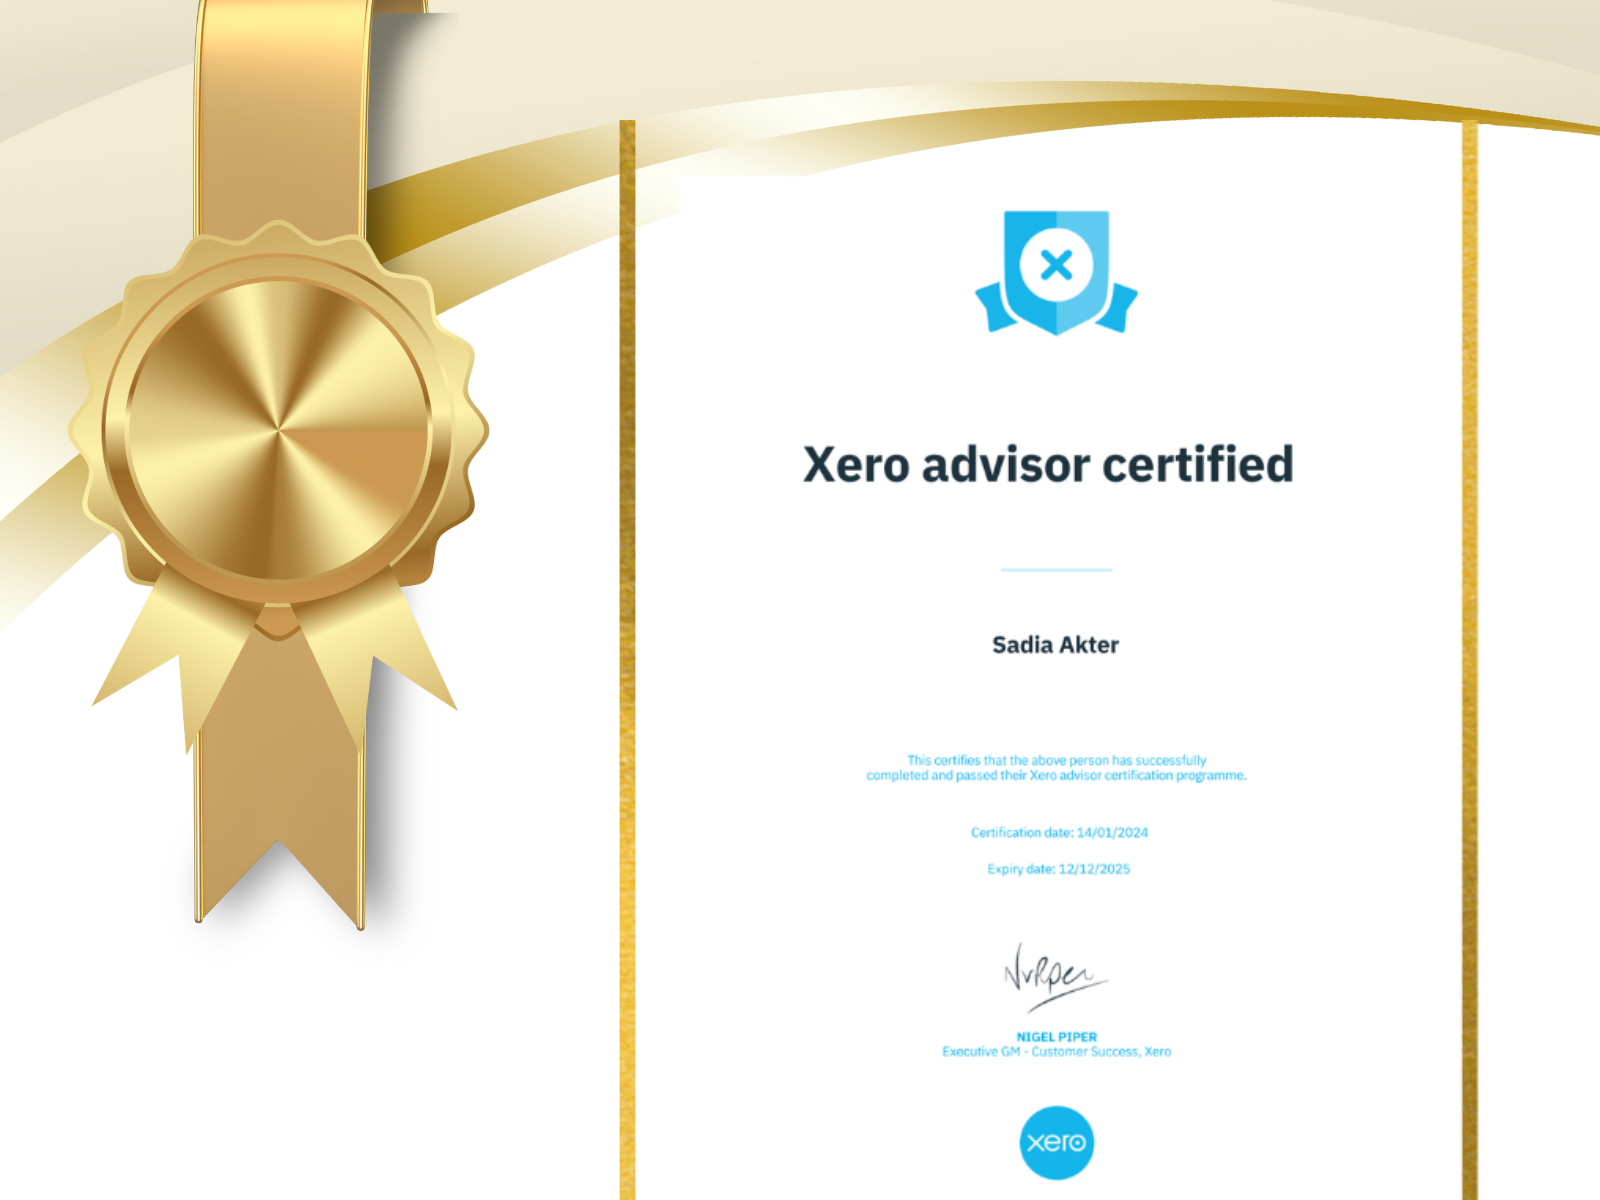 Xero advisor certified
Sadia Akter
This certifies that the above person has successfully
completed and passed their Xero advisor certification programme.
Certification date: 14/01/2024
Expiry date: 12/12/2025
NIGEL PIPER
Executive GM - Customer Success, Xero
xero